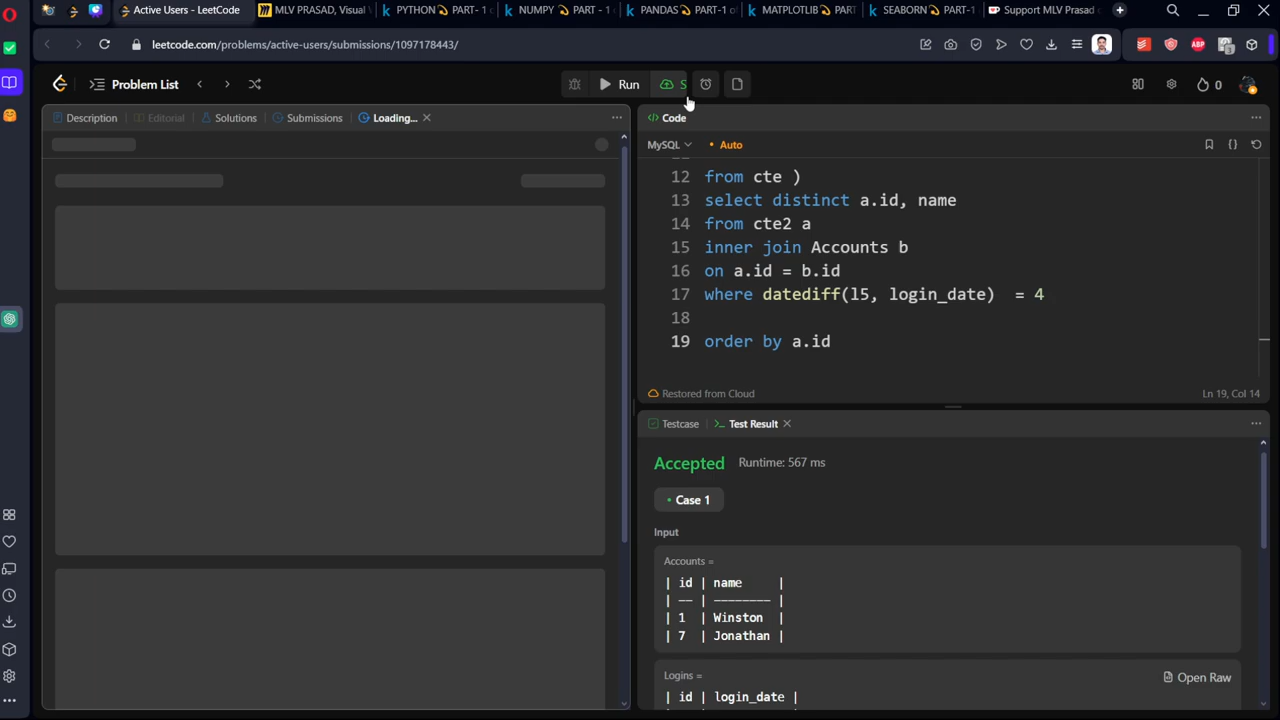 Active Users - LeetCode
MLV PRASAD, Visual
PYTHON PART- 1
NUMPY PART - 1
PANDAS PART-1 of
MATPLOTLIB PART
SEABORN PART-1
Support MLV Prasad
leetcode.com/problems/active-users/submissions/1097178443/
ABP
Problem List
Run
S
0
Description
Editorial
Solutions
Submissions
Loading...
Code
MySQL
Auto
12 from cte )
13 select distinct a.id, name
14 from cte2 a
15 inner join Accounts b
16 on a.id = b.id
17 where datediff(l5, login_date) = 4
18
19 order by a.id
Restored from Cloud
Ln 19, Col 14
Testcase
Test Result
Accepted
Runtime: 567 ms
Case 1
Input
Accounts =
| id | name |
| -- | -------- |
| 1 | Winston |
| 7 | Jonathan |
Logins =
Open Raw
| id | login_date |